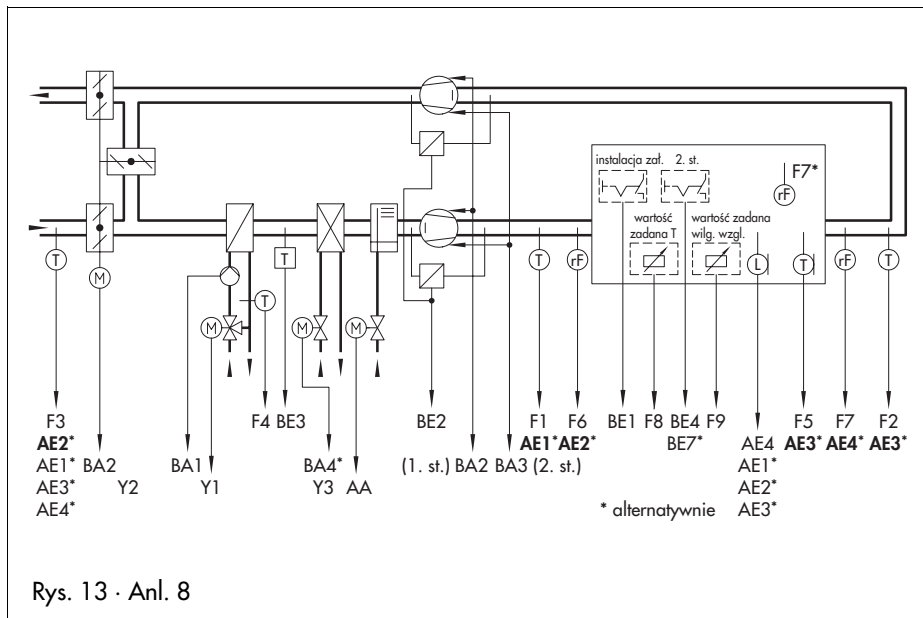 instalacja zał. 2. st.
F7*
rF
wartość zadana T
wartość zadana wilg. wzgl.
T M T T M M M T rF L T rF T
F3 F4 BE3 BE2 F1 F6 BE1 F8 BE4 F9 F5 F7 F2
AE2* AE1* AE2* BE7* AE4 AE3* AE4* AE3*
AE1* BA2 BA1 BA4* (1. st.) BA2 BA3 (2. st.) AE1*
AE3* Y2 Y1 Y3 AA AE2*
AE4* * alternatywnie AE3*
Rys. 13 · Anl. 8